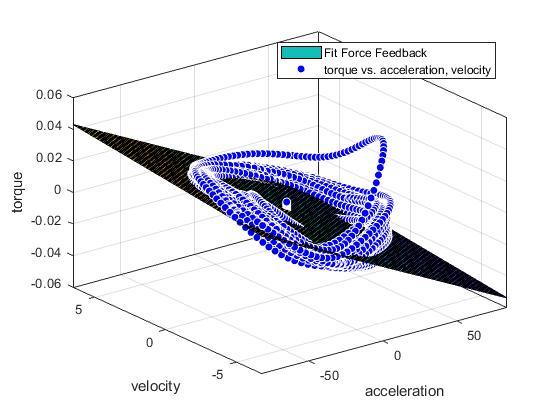 Fit Force Feedback
torque vs. acceleration, velocity
0.06
0.04
0.02
0
-0.02
-0.04
-0.06
torque
5
0
-5
velocity
-50
0
50
acceleration